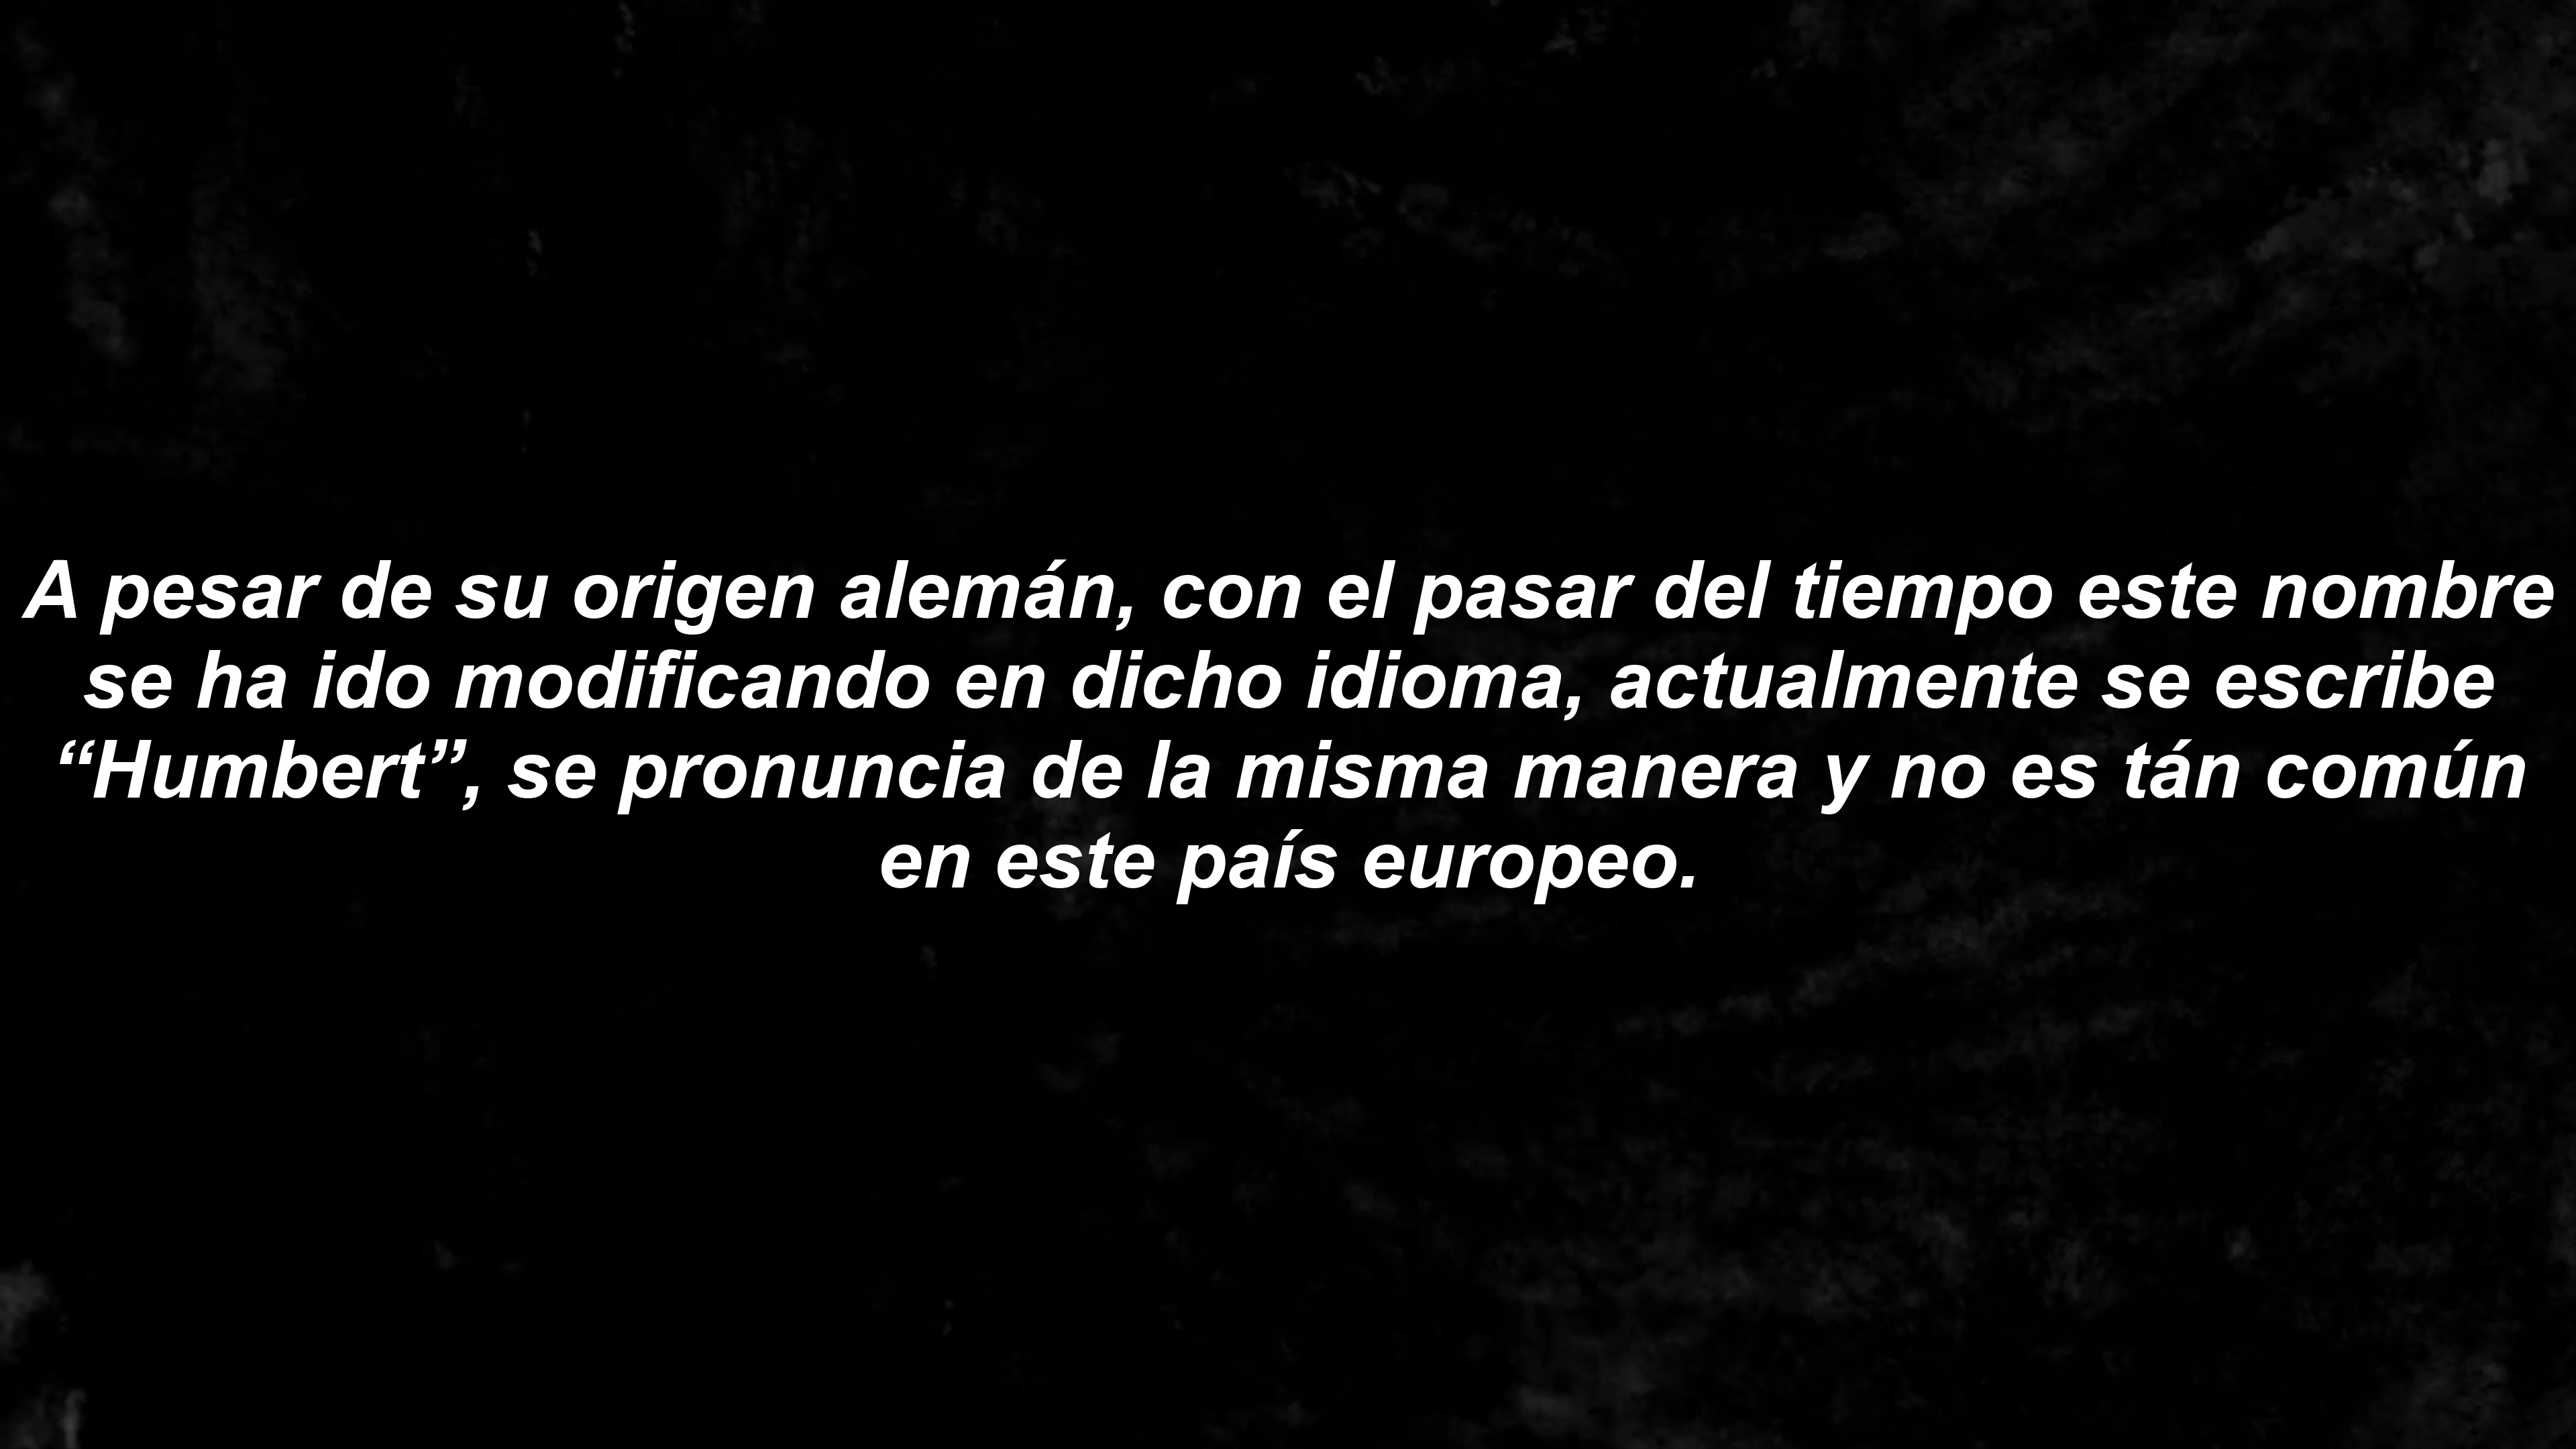 A pesar de su origen alemán, con el pasar del tiempo este nombre
se ha ido modificando en dicho idioma, actualmente se escribe
“Humbert”, se pronuncia de la misma manera y no es tán común
en este país europeo.